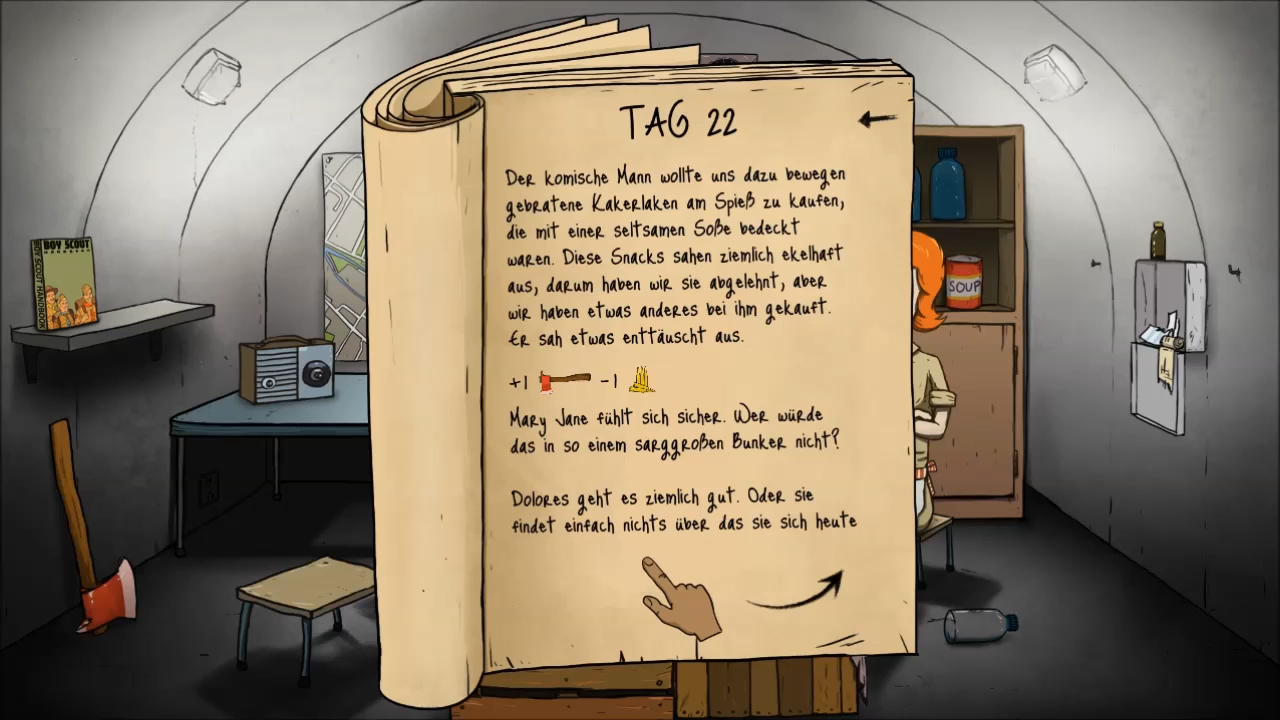 TAG 22
Der komische Mann wollte uns dazu bewegen
gebratene Kakerlaken am Spieß zu kaufen,
die mit einer seltsamen Soße bedeckt
waren. Diese Snacks sahen ziemlich ekelhaft
aus, darum haben wir sie abgelehnt, aber
wir haben etwas anderes bei ihm gekauft.
Er sah etwas enttäuscht aus.
+1 -1
Mary Jane fühlt sich sicher. Wer würde
das in so einem sarggroßen Bunker nicht?
Dolores geht es ziemlich gut. Oder sie
findet einfach nichts über das sie sich heute
BOY SCOUT
HANDBOOK
BOY SCOUT HANDBOOK
SOUP